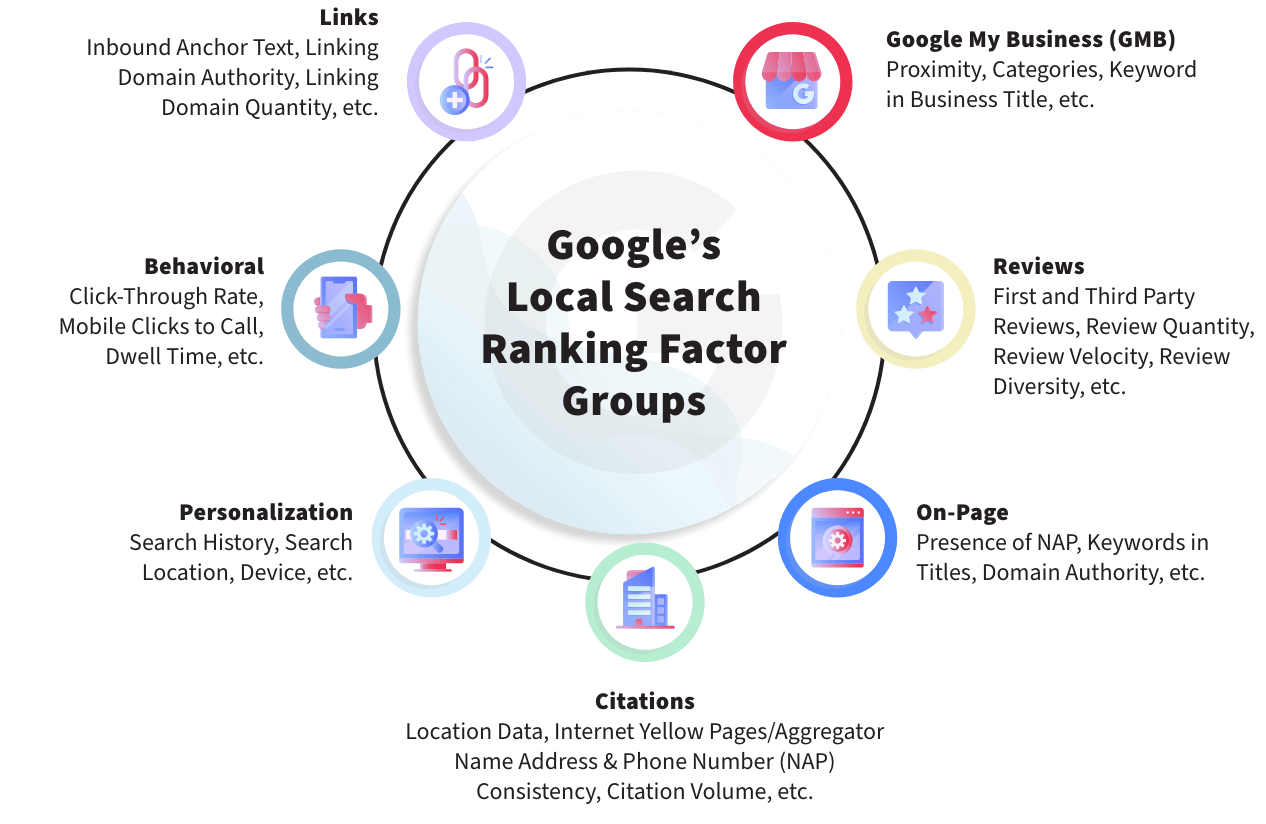 Links
Inbound Anchor Text, Linking
Domain Authority, Linking
Domain Quantity, etc.
Google My Business (GMB)
Proximity, Categories, Keyword
in Business Title, etc.
G
Google’s
Local Search
Ranking Factor
Groups
Behavioral
Click-Through Rate,
Mobile Clicks to Call,
Dwell Time, etc.
Reviews
First and Third Party
Reviews, Review Quantity,
Review Velocity, Review
Diversity, etc.
Personalization
Search History, Search
Location, Device, etc.
On-Page
Presence of NAP, Keywords in
Titles, Domain Authority, etc.
Citations
Location Data, Internet Yellow Pages/Aggregator
Name Address & Phone Number (NAP)
Consistency, Citation Volume, etc.